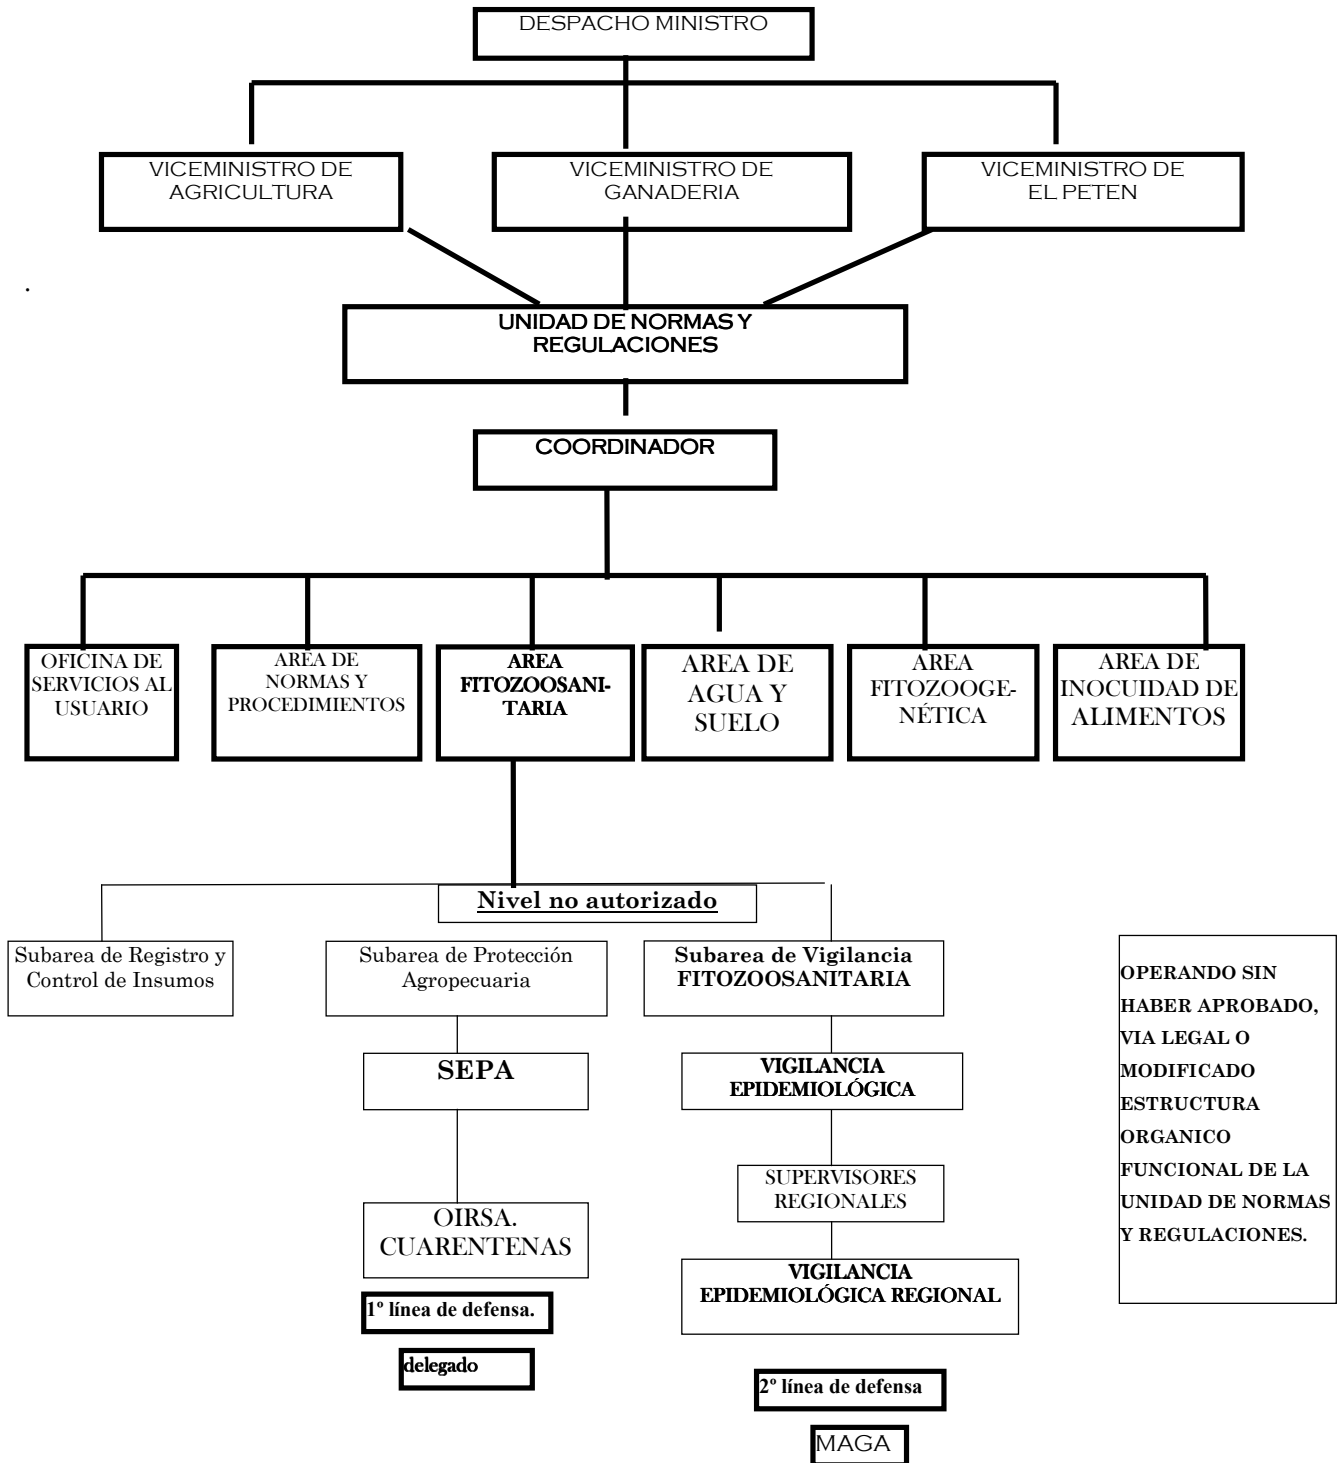 DESPACHO MINISTRO
VICEMINISTRO DE
AGRICULTURA
VICEMINISTRO DE
GANADERIA
VICEMINISTRO DE
EL PETEN
.
UNIDAD DE NORMAS Y
REGULACIONES
COORDINADOR
OFICINA DE
SERVICIOS AL
USUARIO
AREA DE
NORMAS Y
PROCEDIMIENTOS
AREA
FITOZOOSANI-
TARIA
AREA DE
AGUA Y
SUELO
AREA
FITOZOOGE-
NÉTICA
AREA DE
INOCUIDAD DE
ALIMENTOS
Nivel no autorizado
Subarea de Registro y
Control de Insumos
Subarea de Protección
Agropecuaria
Subarea de Vigilancia
FITOZOOSANITARIA
SEPA
VIGILANCIA
EPIDEMIOLÓGICA
SUPERVISORES
REGIONALES
OIRSA.
CUARENTENAS
VIGILANCIA
EPIDEMIOLÓGICA REGIONAL
1º línea de defensa.
delegado
2º línea de defensa
MAGA
OPERANDO SIN
HABER APROBADO,
VIA LEGAL O
MODIFICADO
ESTRUCTURA
ORGANICO
FUNCIONAL DE LA
UNIDAD DE NORMAS
Y REGULACIONES.